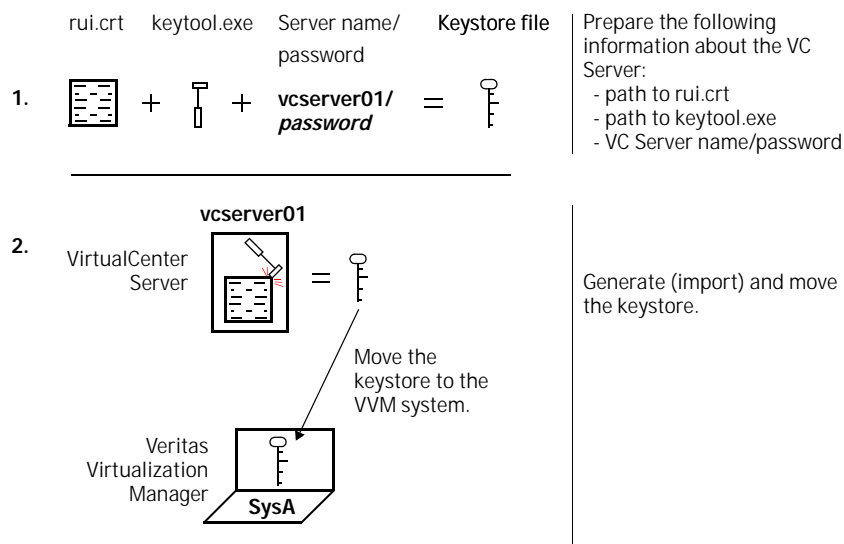 rui.crt keytool.exe Server name/ Keystore file
password
1.
+ + vcserver01/ =
password
Prepare the following
information about the VC
Server:
- path to rui.crt
- path to keytool.exe
- VC Server name/password
2.
vcserver01
VirtualCenter
Server
=
Generate (import) and move
the keystore.
Move the
keystore to the
VVM system.
Veritas
Virtualization
Manager
SysA